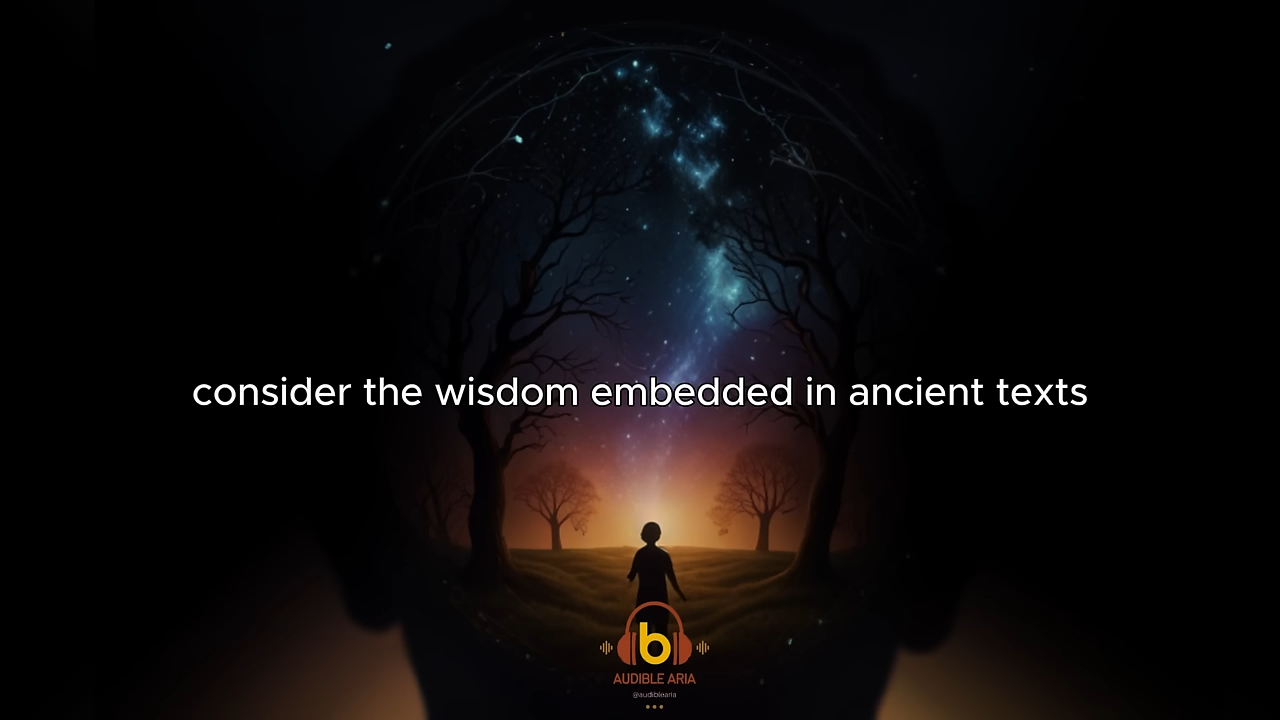 consider the wisdom embedded in ancient texts
b
AUDIBLE ARIA
@audiblearia